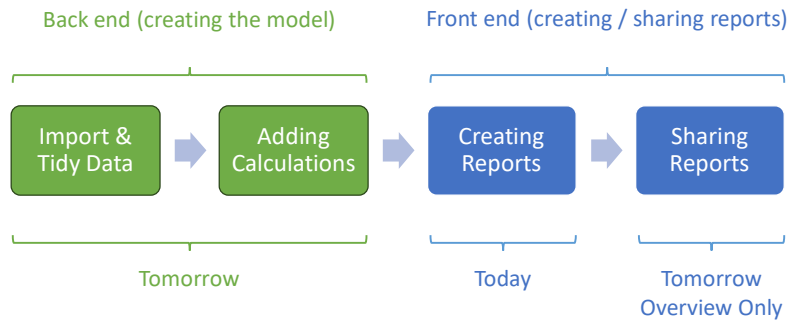 Back end (creating the model)
Front end (creating / sharing reports)
Import &
Tidy Data
Adding
Calculations
Creating
Reports
Sharing
Reports
Tomorrow
Today
Tomorrow
Overview Only